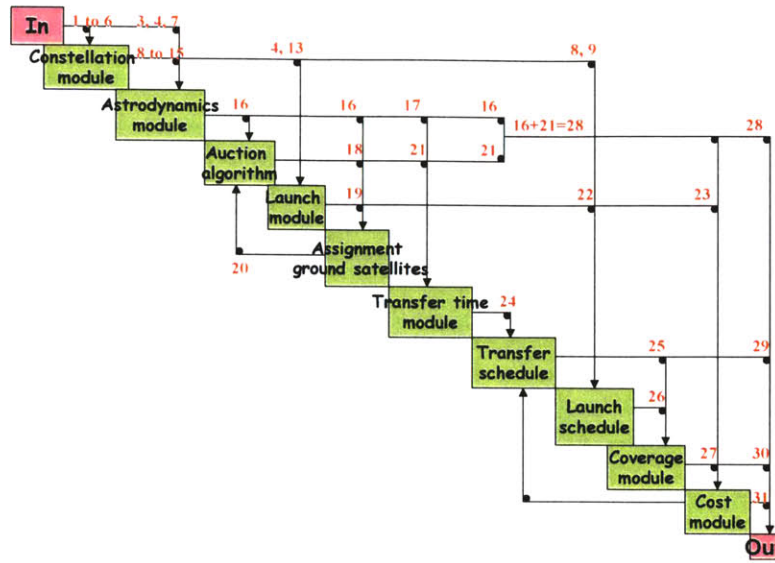 In
1 to 6
3, 4, 7
Constellation
module
8 to 15
4, 13
8, 9
Astrodynamics
module
16
16
17
16
16+21=28
28
Auction
algorithm
18
21
21
Launch
module
19
22
23
Assignment
ground satellites
20
Transfer time
module
24
Transfer
schedule
25
29
Launch
schedule
26
Coverage
module
27
30
Cost
module
31
Ou